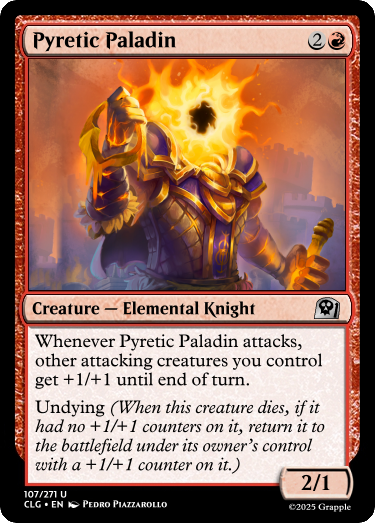 Pyretic Paladin 2
Creature — Elemental Knight
Whenever Pyretic Paladin attacks,
other attacking creatures you control
get +1/+1 until end of turn.
Undying (When this creature dies, if it
had no +1/+1 counters on it, return it to
the battlefield under its owner's control
with a +1/+1 counter on it.)
2/1
107/271 U
CLG • EN Pedro Piazzarollo
©2025 Grapple